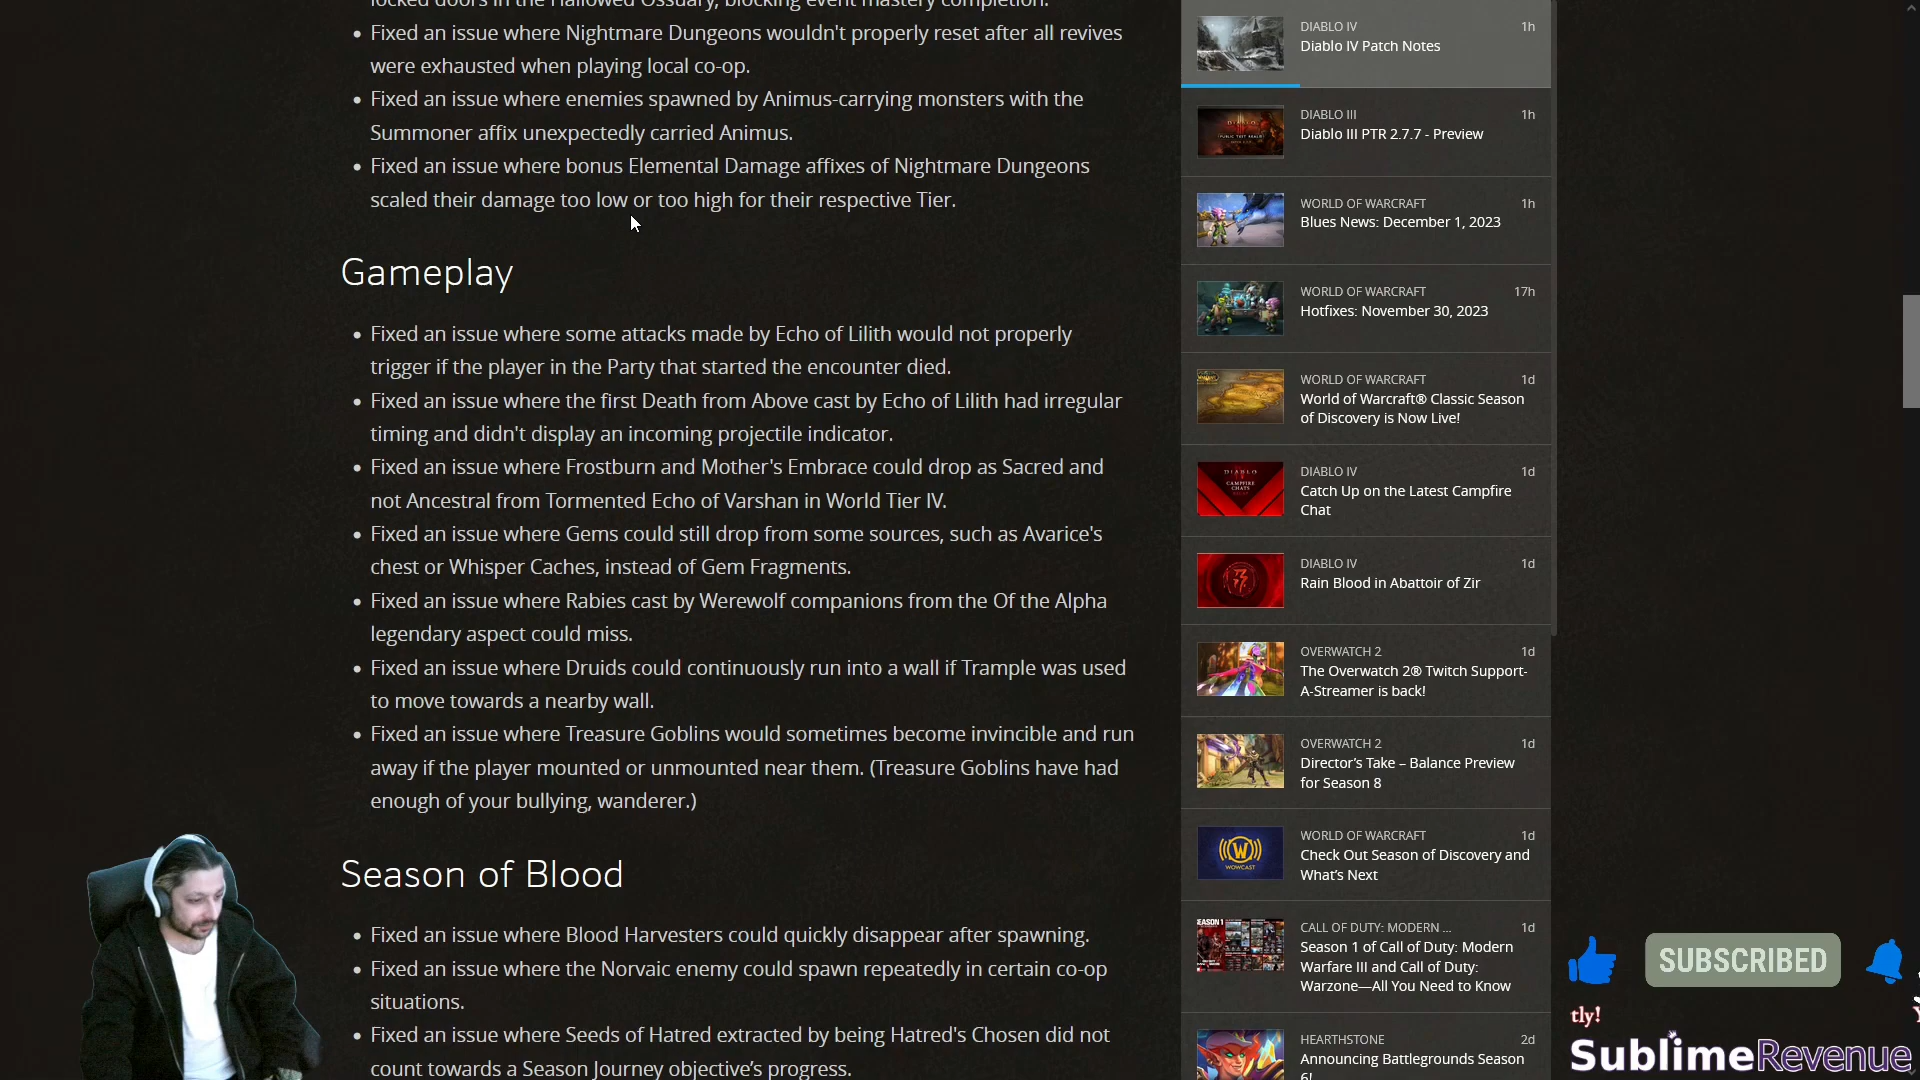 locked doors in the Hallowed Ossuary, blocking event mastery completion.
Fixed an issue where Nightmare Dungeons wouldn't properly reset after all revives
were exhausted when playing local co-op.
Fixed an issue where enemies spawned by Animus-carrying monsters with the
Summoner affix unexpectedly carried Animus.
Fixed an issue where bonus Elemental Damage affixes of Nightmare Dungeons
scaled their damage too low or too high for their respective Tier.
Gameplay
Fixed an issue where some attacks made by Echo of Lilith would not properly
trigger if the player in the Party that started the encounter died.
Fixed an issue where the first Death from Above cast by Echo of Lilith had irregular
timing and didn't display an incoming projectile indicator.
Fixed an issue where Frostburn and Mother's Embrace could drop as Sacred and
not Ancestral from Tormented Echo of Varshan in World Tier IV.
Fixed an issue where Gems could still drop from some sources, such as Avarice's
chest or Whisper Caches, instead of Gem Fragments.
Fixed an issue where Rabies cast by Werewolf companions from the Of the Alpha
legendary aspect could miss.
Fixed an issue where Druids could continuously run into a wall if Trample was used
to move towards a nearby wall.
Fixed an issue where Treasure Goblins would sometimes become invincible and run
away if the player mounted or unmounted near them. (Treasure Goblins have had
enough of your bullying, wanderer.)
Season of Blood
Fixed an issue where Blood Harvesters could quickly disappear after spawning.
Fixed an issue where the Norvaic enemy could spawn repeatedly in certain co-op
situations.
Fixed an issue where Seeds of Hatred extracted by being Hatred's Chosen did not
count towards a Season Journey objective's progress.
DIABLO IV 1h
Diablo IV Patch Notes
DIABLO III 1h
Diablo III PTR 2.7.7 - Preview
WORLD OF WARCRAFT 1h
Blues News: December 1, 2023
WORLD OF WARCRAFT 17h
Hotfixes: November 30, 2023
WORLD OF WARCRAFT 1d
World of Warcraft® Classic Season
of Discovery is Now Live!
DIABLO IV 1d
Catch Up on the Latest Campfire
Chat
DIABLO IV 1d
Rain Blood in Abattoir of Zir
OVERWATCH 2 1d
The Overwatch 2® Twitch Support-
A-Streamer is back!
OVERWATCH 2 1d
Director's Take – Balance Preview
for Season 8
WORLD OF WARCRAFT 1d
Check Out Season of Discovery and
What's Next
CALL OF DUTY: MODERN ... 1d
Season 1 of Call of Duty: Modern
Warfare III and Call of Duty:
Warzone—All You Need to Know
HEARTHSTONE 2d
Announcing Battlegrounds Season
6!
DIABLO
CAMPFIRE
CHATS
WOWCAST
SEASON 1
SUBSCRIBED
tly!
SublimeRevenue